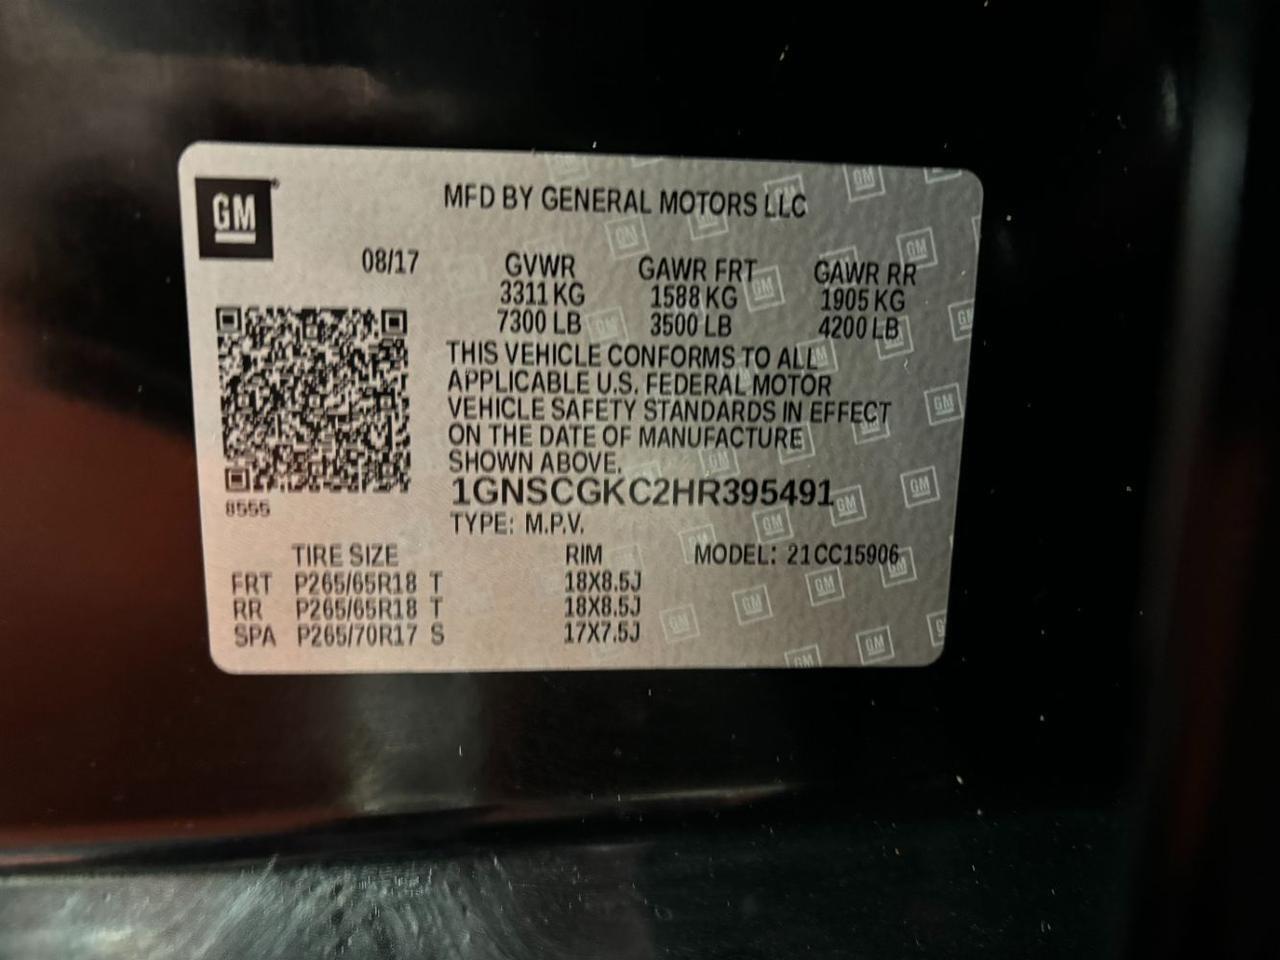 GM
MFD BY GENERAL MOTORS LLC
08/17 GVWR GAWR FRT GAWR RR
3311 KG 1588 KG 1905 KG
7300 LB 3500 LB 4200 LB
THIS VEHICLE CONFORMS TO ALL
APPLICABLE U.S. FEDERAL MOTOR
VEHICLE SAFETY STANDARDS IN EFFECT
ON THE DATE OF MANUFACTURE
SHOWN ABOVE.
1GNSCGKC2HR395491
8555
TYPE: M.P.V.
TIRE SIZE RIM MODEL: 21CC15906
FRT P265/65R18 T 18X8.5J
RR P265/65R18 T 18X8.5J
SPA P265/70R17 S 17X7.5J